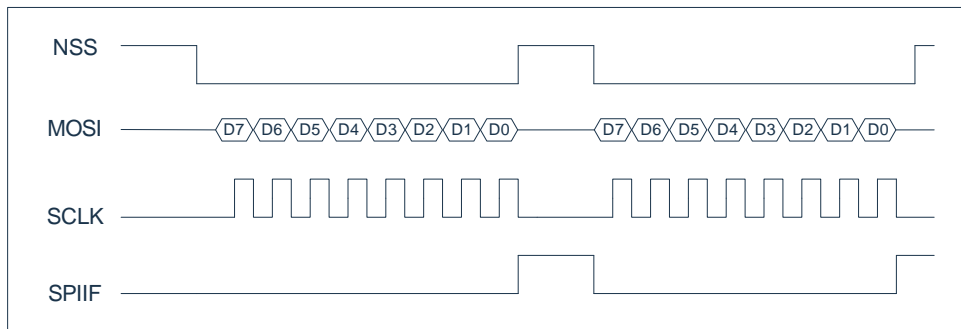 NSS
MOSI D7 D6 D5 D4 D3 D2 D1 D0 D7 D6 D5 D4 D3 D2 D1 D0
SCLK
SPIIF